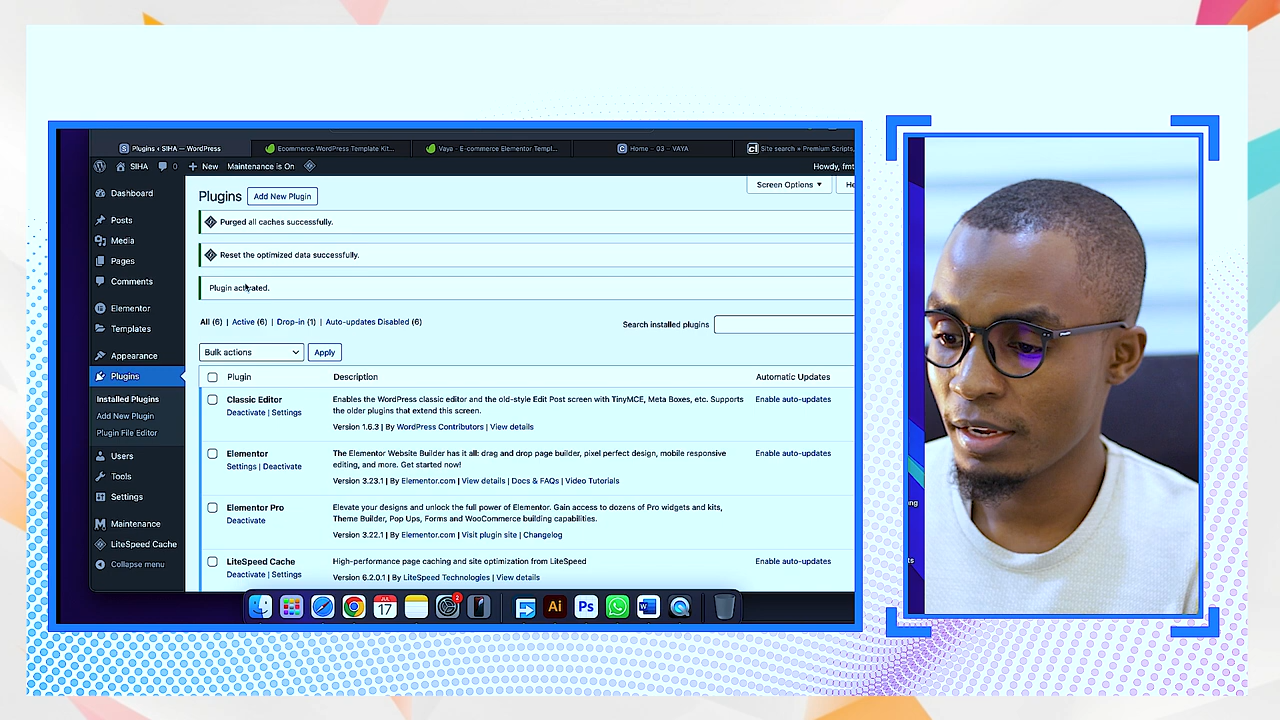 Plugins ‹ SIHA — WordPress
Ecommerce WordPress Template Kit...
Vaya - E-commerce Elementor Templ...
Home – 03 – VAYA
Site search » Premium Scripts,
SIHA 0 New Maintenance is On Howdy, fmt
Dashboard
Posts
Media
Pages
Comments
Elementor
Templates
Appearance
Plugins
Installed Plugins
Add New Plugin
Plugin File Editor
Users
Tools
Settings
Maintenance
LiteSpeed Cache
Collapse menu
Screen Options He
Plugins Add New Plugin
Purged all caches successfully.
Reset the optimized data successfully.
Plugin activated.
All (6) | Active (6) | Drop-in (1) | Auto-updates Disabled (6)
Search installed plugins
Bulk actions Apply
Plugin Description Automatic Updates
Classic Editor
Deactivate | Settings
Enables the WordPress classic editor and the old-style Edit Post screen with TinyMCE, Meta Boxes, etc. Supports
the older plugins that extend this screen.
Version 1.6.3 | By WordPress Contributors | View details
Enable auto-updates
Elementor
Settings | Deactivate
The Elementor Website Builder has it all: drag and drop page builder, pixel perfect design, mobile responsive
editing, and more. Get started now!
Version 3.23.1 | By Elementor.com | View details | Docs & FAQs | Video Tutorials
Enable auto-updates
Elementor Pro
Deactivate
Elevate your designs and unlock the full power of Elementor. Gain access to dozens of Pro widgets and kits,
Theme Builder, Pop Ups, Forms and WooCommerce building capabilities.
Version 3.22.1 | By Elementor.com | Visit plugin site | Changelog
LiteSpeed Cache
Deactivate | Settings
High-performance page caching and site optimization from LiteSpeed
Version 6.2.0.1 | By LiteSpeed Technologies | View details
Enable auto-updates
JUL
17
2
Ai
Ps
W
ng
ts